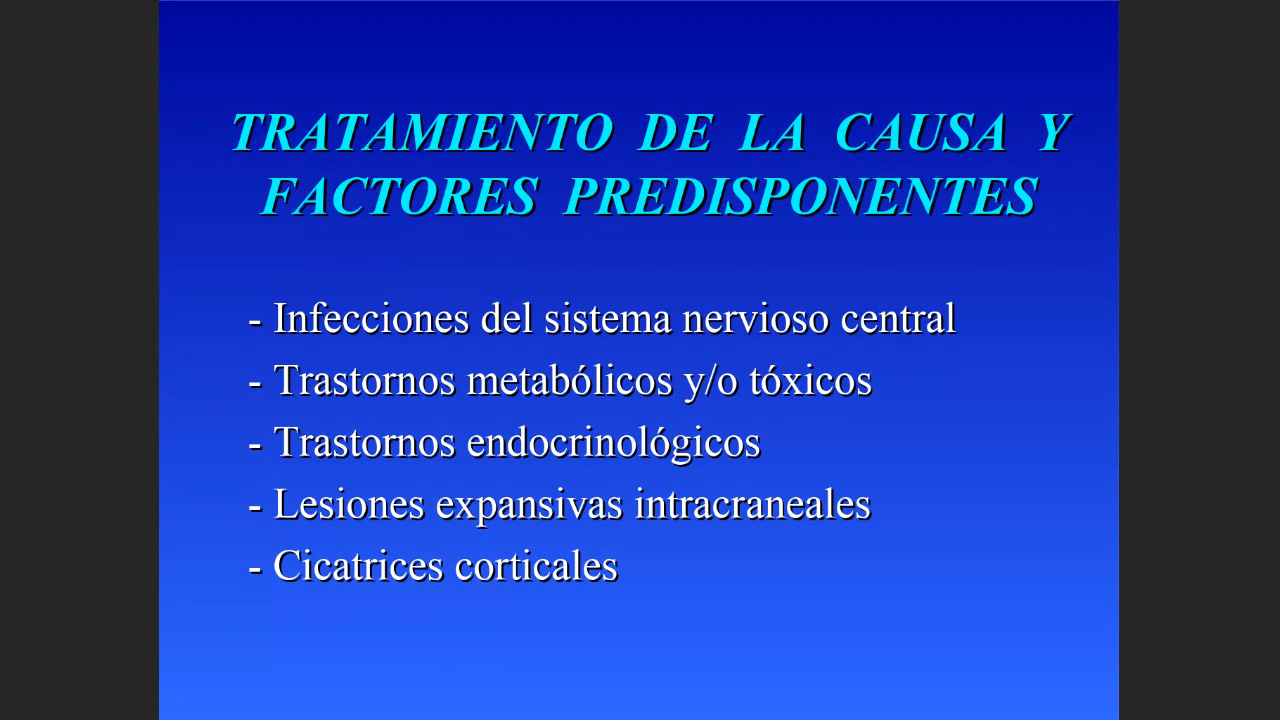 TRATAMIENTO DE LA CAUSA Y
FACTORES PREDISPONENTES
- Infecciones del sistema nervioso central
- Trastornos metabólicos y/o tóxicos
- Trastornos endocrinológicos
- Lesiones expansivas intracraneales
- Cicatrices corticales